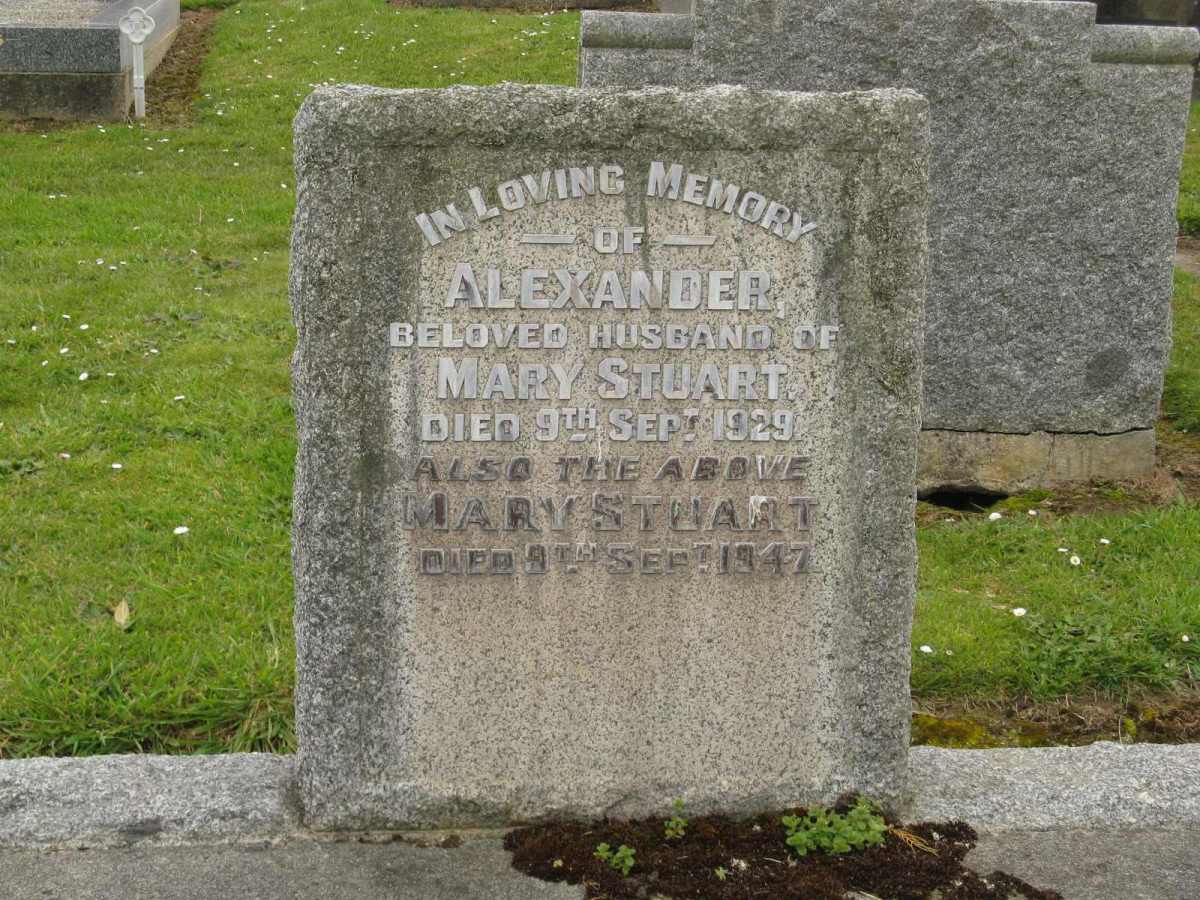 IN LOVING MEMORY
— OF —
ALEXANDER,
BELOVED HUSBAND OF
MARY STUART.
DIED 9TH SEPT. 1929.
ALSO THE ABOVE
MARY STUART
DIED 9TH SEPT. 1947.